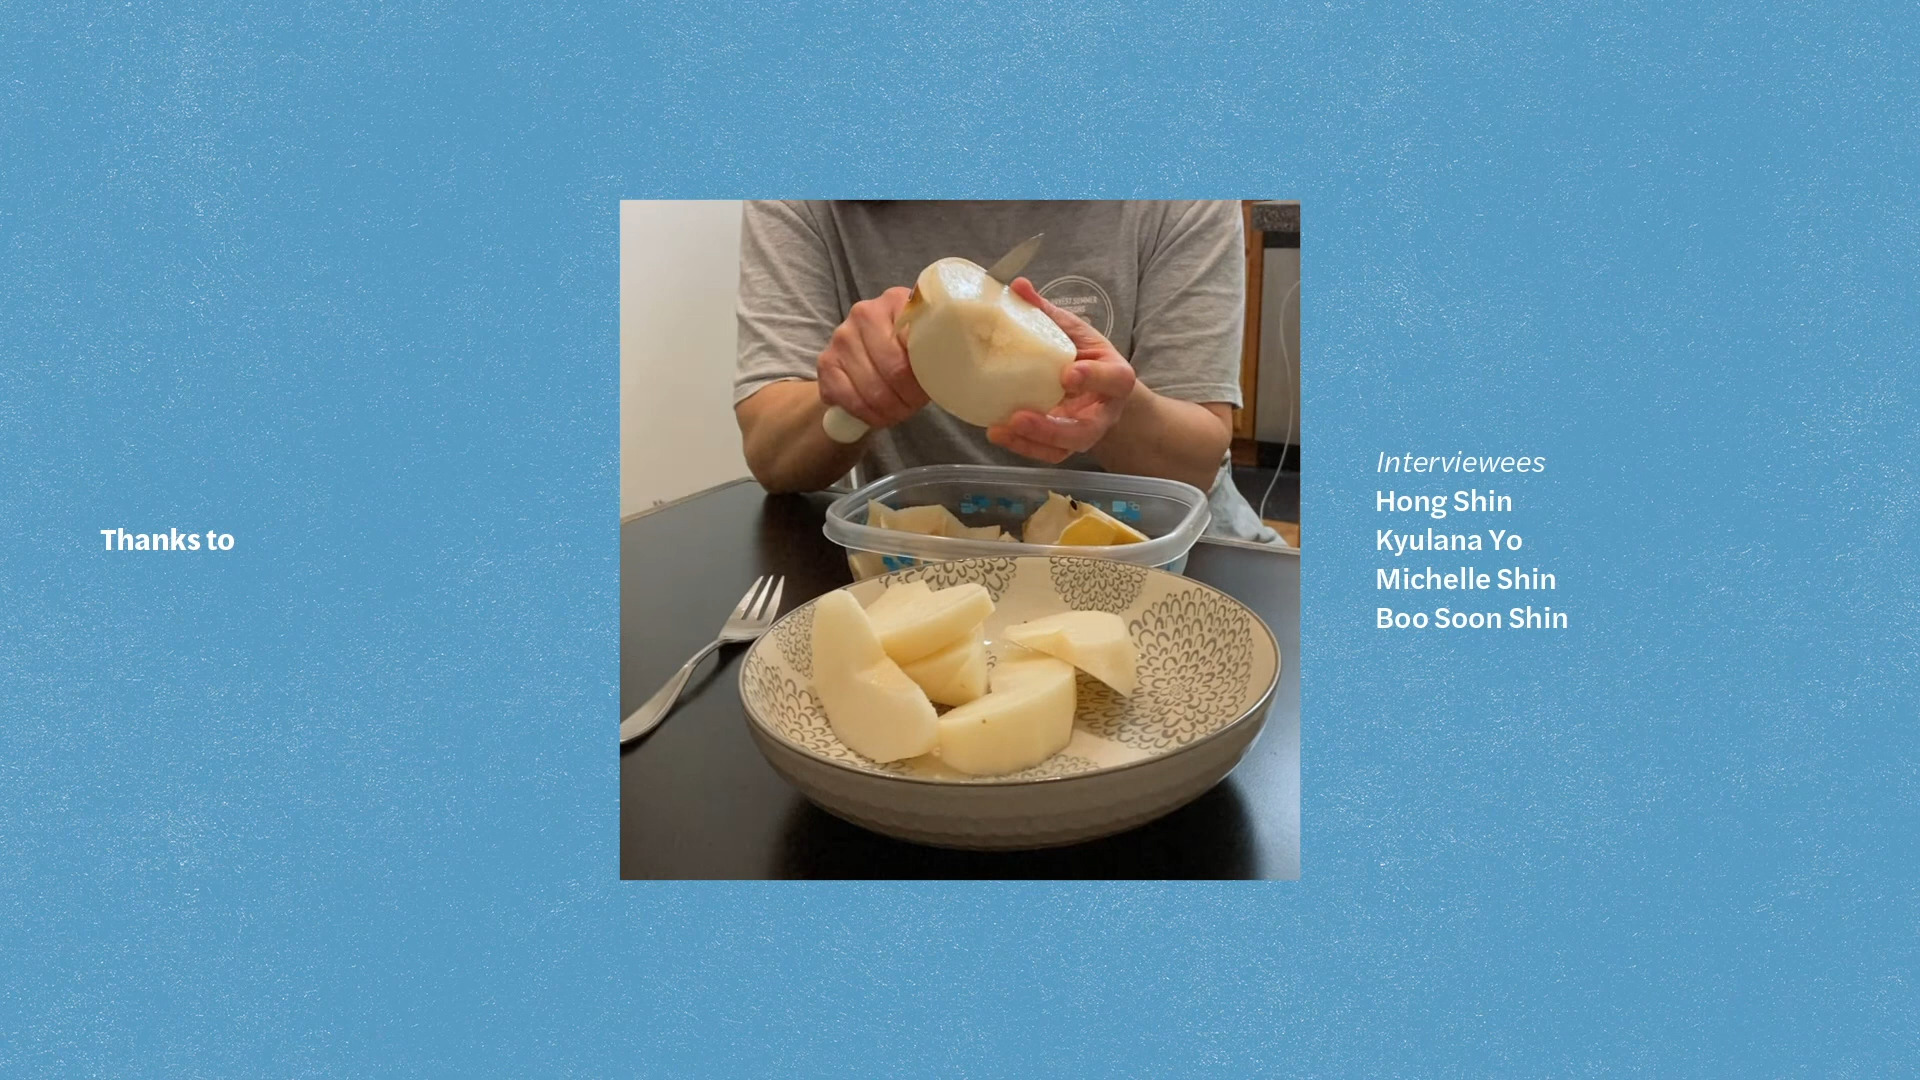 Thanks to
Interviewees
Hong Shin
Kyulana Yo
Michelle Shin
Boo Soon Shin